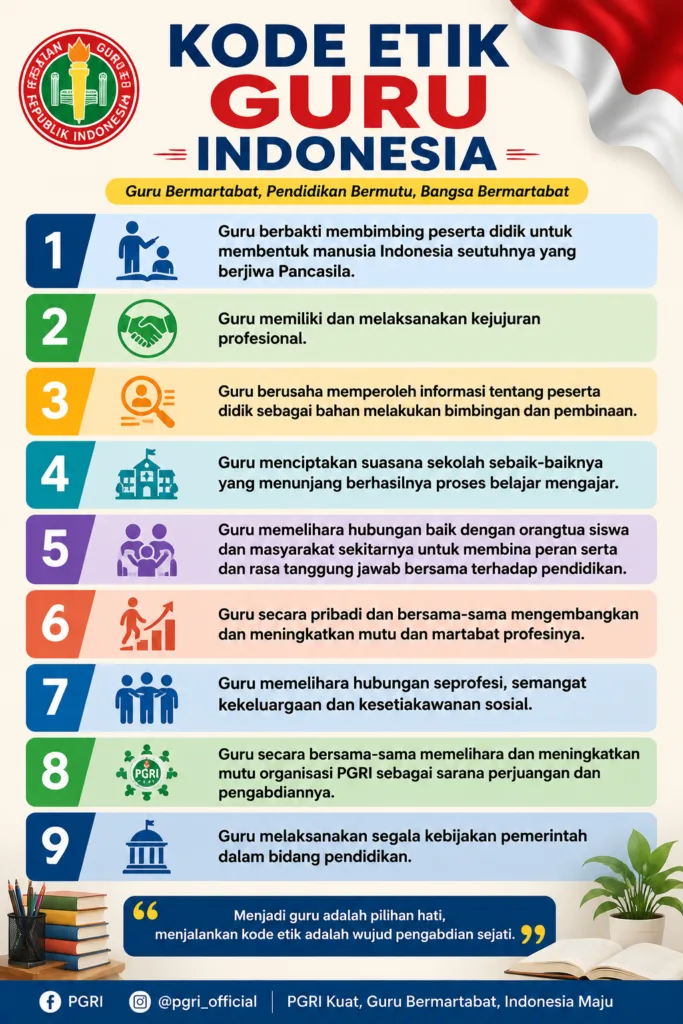 KODE ETIK
GURU
INDONESIA
Guru Bermartabat, Pendidikan Bermutu, Bangsa Bermartabat
REPUBLIK INDONESIA
1
Guru berbakti membimbing peserta didik untuk
membentuk manusia Indonesia seutuhnya yang
berjiwa Pancasila.
2
Guru memiliki dan melaksanakan kejujuran
profesional.
3
Guru berusaha memperoleh informasi tentang peserta
didik sebagai bahan melakukan bimbingan dan pembinaan.
4
Guru menciptakan suasana sekolah sebaik-baiknya
yang menunjang berhasilnya proses belajar mengajar.
5
Guru memelihara hubungan baik dengan orangtua siswa
dan masyarakat sekitarnya untuk membina peran serta
dan rasa tanggung jawab bersama terhadap pendidikan.
6
Guru secara pribadi dan bersama-sama mengembangkan
dan meningkatkan mutu dan martabat profesinya.
7
Guru memelihara hubungan seprofesi, semangat
kekeluargaan dan kesetiakawanan sosial.
8
PGRI
Guru secara bersama-sama memelihara dan meningkatkan
mutu organisasi PGRI sebagai sarana perjuangan dan
pengabdiannya.
9
Guru melaksanakan segala kebijakan pemerintah
dalam bidang pendidikan.
“ Menjadi guru adalah pilihan hati,
menjalankan kode etik adalah wujud pengabdian sejati. ”
PGRI
@pgri_official
PGRI Kuat, Guru Bermartabat, Indonesia Maju